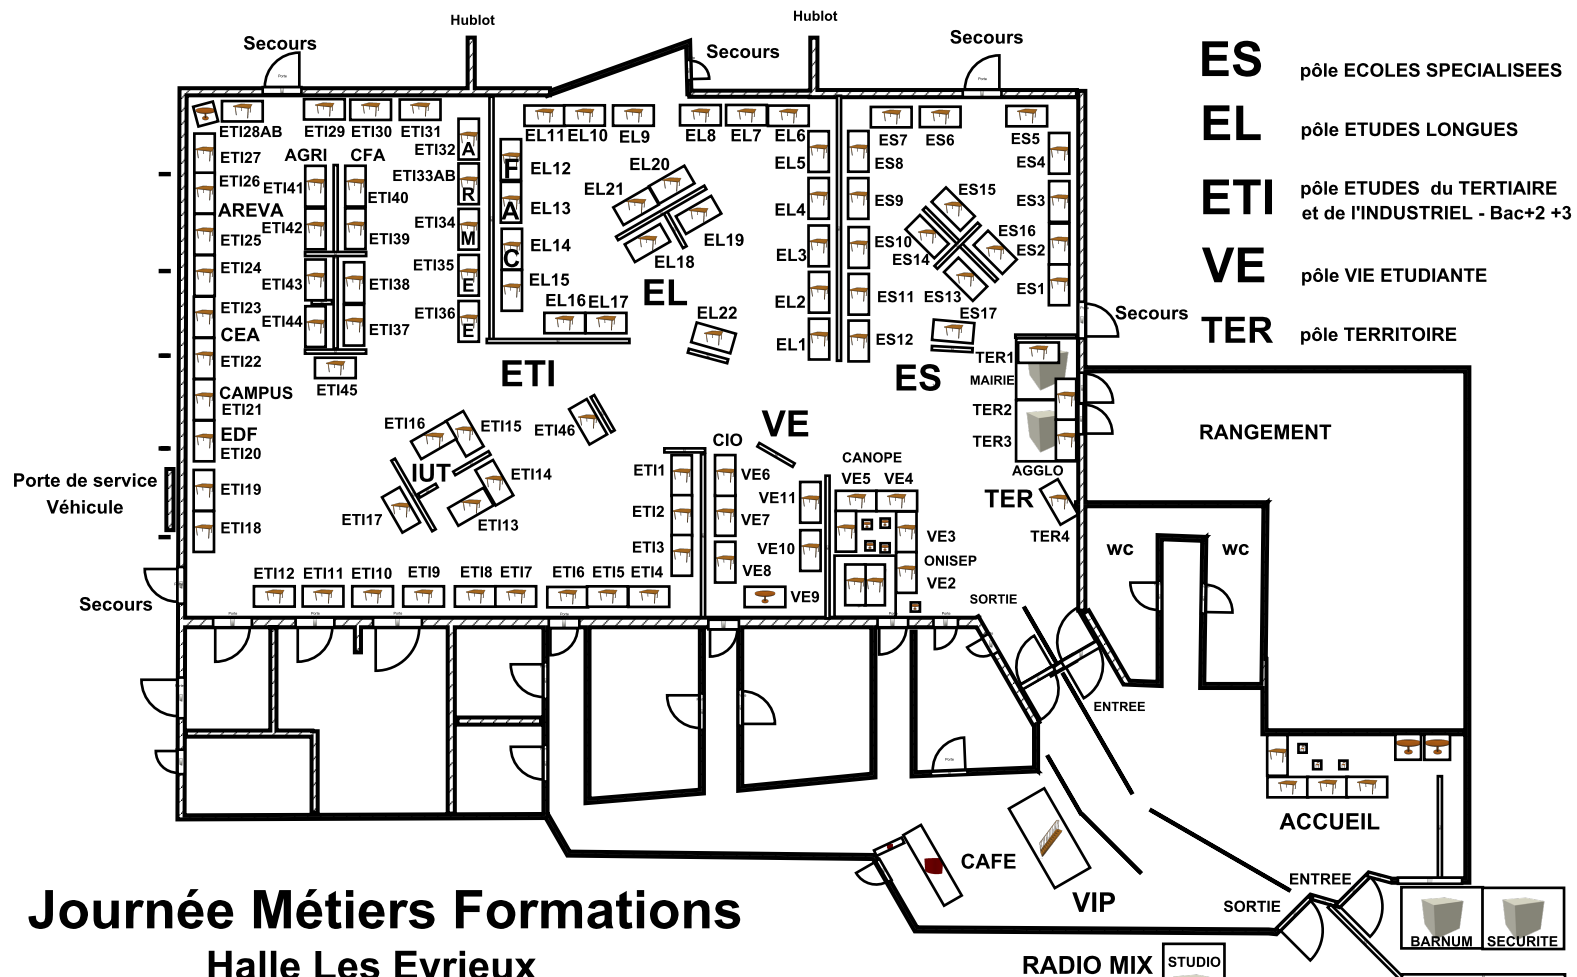 Hublot
Hublot
Secours
Secours
Secours
ES
pôle ECOLES SPECIALISEES
EL
pôle ETUDES LONGUES
ETI
pôle ETUDES du TERTIAIRE
et de l'INDUSTRIEL - Bac+2 +3
VE
pôle VIE ETUDIANTE
TER
pôle TERRITOIRE
ETI28AB
ETI29
ETI30
ETI31
ETI32
A
ETI27
AGRI
CFA
ETI26
ETI41
ETI40
ETI33AB
R
AREVA
ETI42
ETI39
ETI34
M
ETI25
ETI24
ETI43
ETI38
ETI35
E
ETI23
ETI44
ETI37
ETI36
E
CEA
ETI22
ETI45
CAMPUS
ETI21
EDF
ETI20
ETI19
ETI18
EL11
EL10
EL9
EL8
EL7
EL6
F
EL12
A
EL13
EL14
C
EL15
EL16
EL17
EL20
EL21
EL19
EL18
EL
EL22
EL5
EL4
EL3
EL2
EL1
ES7
ES6
ES5
ES8
ES4
ES9
ES15
ES3
ES10
ES16
ES14
ES2
ES11
ES13
ES1
ES17
ES12
Secours
ES
TER1
MAIRIE
TER2
TER3
AGGLO
TER
TER4
RANGEMENT
wc
wc
ETI
ETI16
ETI15
ETI46
IUT
ETI14
ETI17
ETI13
Porte de service
Véhicule
Secours
ETI12
ETI11
ETI10
ETI9
ETI8
ETI7
ETI6
ETI5
ETI4
ETI1
ETI2
ETI3
VE
CIO
VE6
VE7
VE8
VE9
VE11
VE10
CANOPE
VE5
VE4
VE3
ONISEP
VE2
SORTIE
ENTREE
ACCUEIL
CAFE
VIP
ENTREE
SORTIE
BARNUM
SECURITE
RADIO MIX
STUDIO
Journée Métiers Formations
Halle Les Evrieux